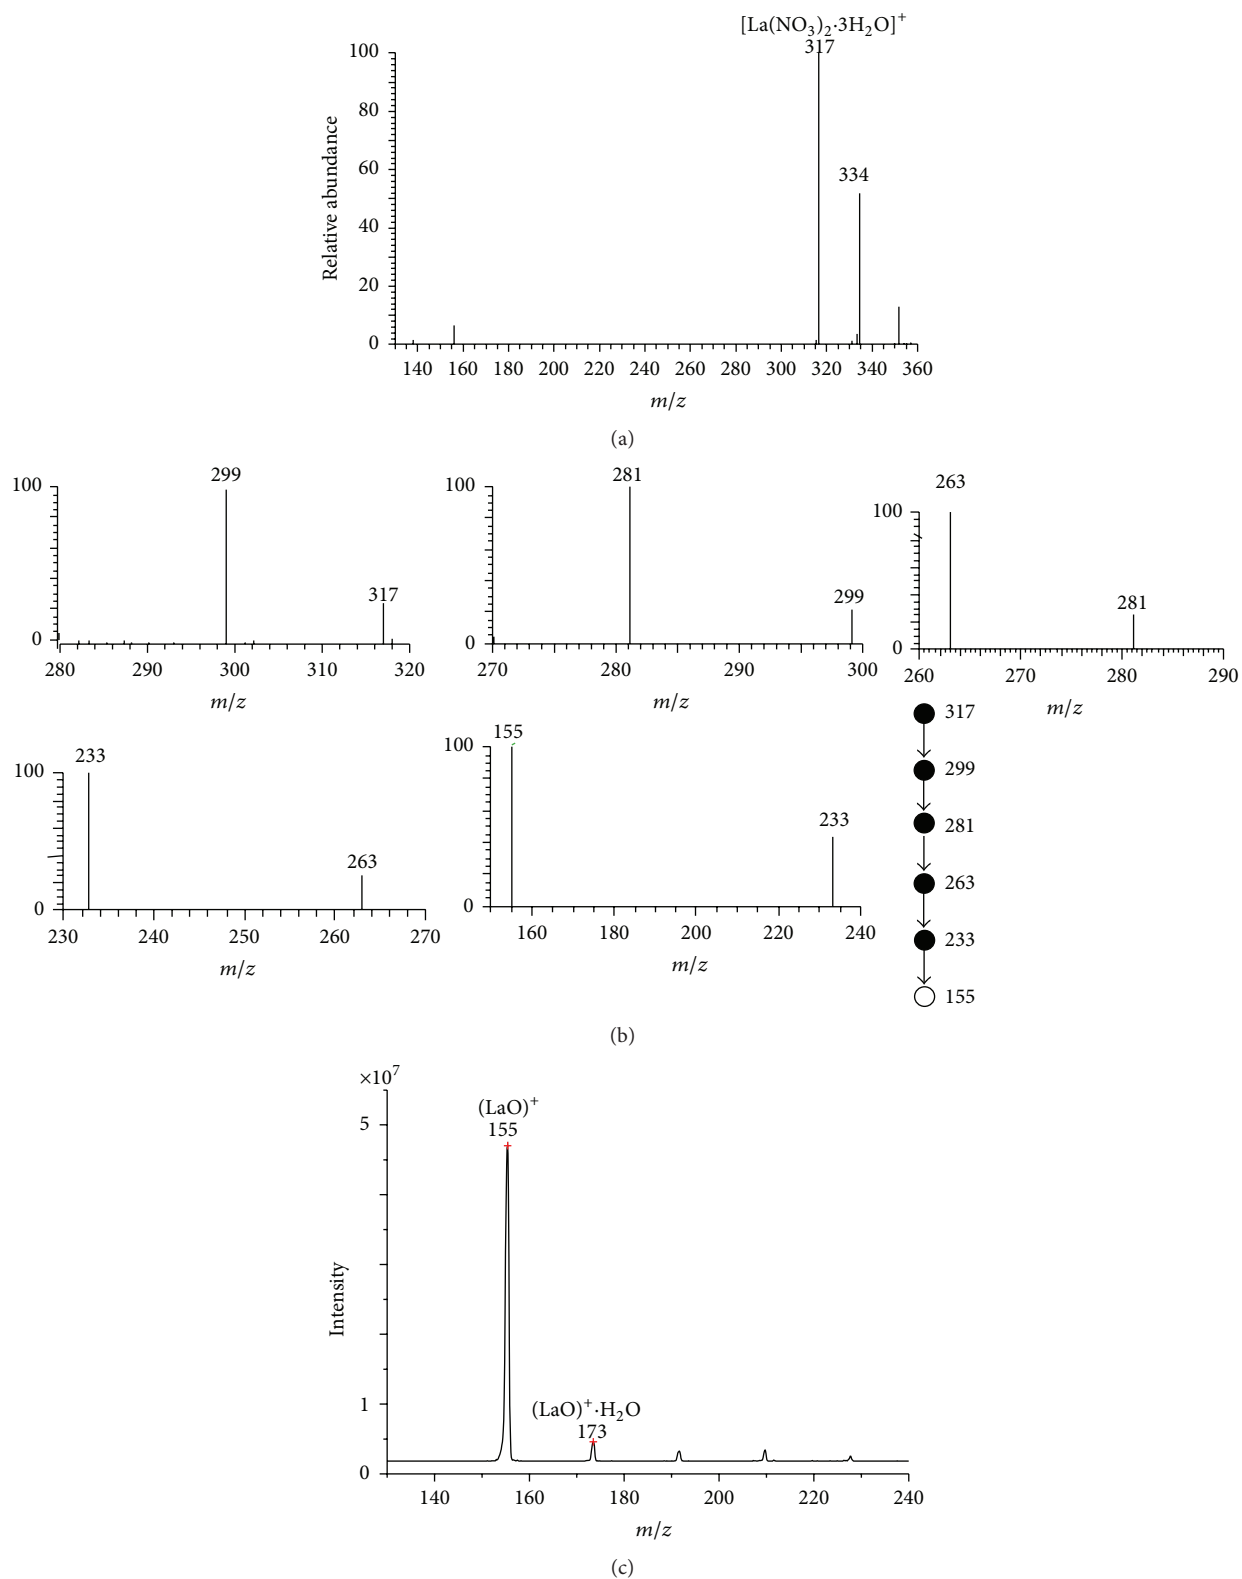 [La(NO3)2·3H2O]+
317
100
80
60
40
20
0
334
Relative abundance
140 160 180 200 220 240 260 280 300 320 340 360
m/z
(a)
299
100
317
0
280 290 300 310 320
m/z
281
100
299
0
270 280 290 300
m/z
263
100
281
0
260 270 280 290
m/z
233
100
263
0
230 240 250 260 270
m/z
155
100
233
0
160 180 200 220 240
m/z
317
299
281
263
233
155
(b)
×10^7
(LaO)+
155
5
Intensity
(LaO)+·H2O
173
1
0
140 160 180 200 220 240
m/z
(c)